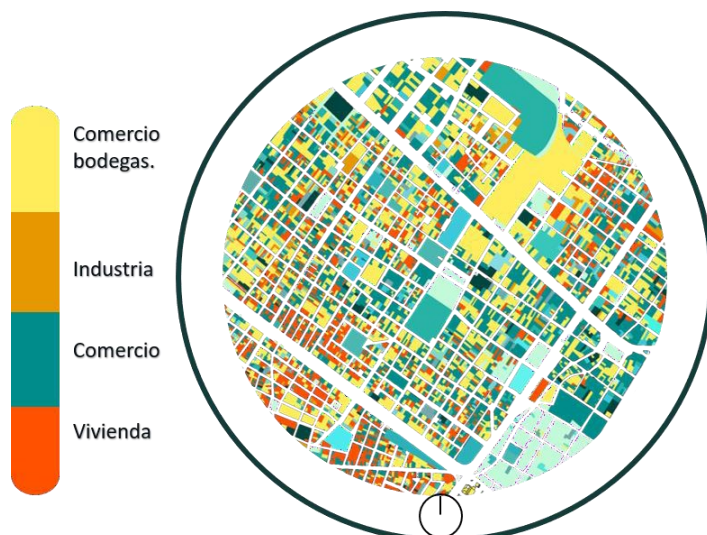 Comercio
bodegas.
Industria
Comercio
Vivienda